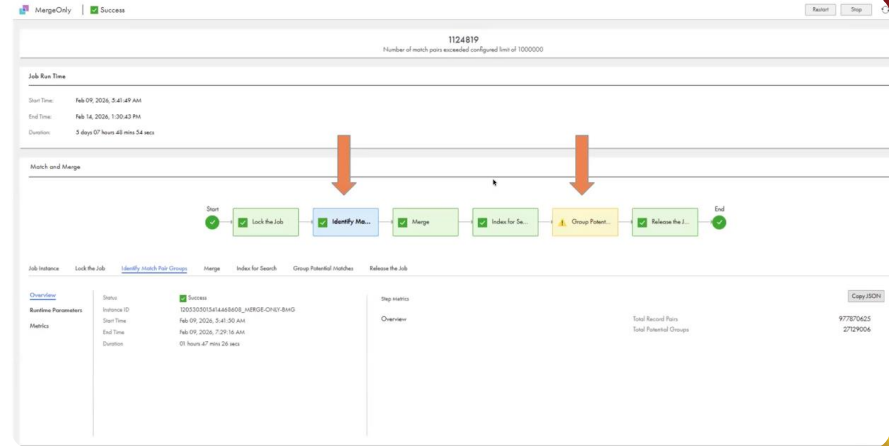 MergeOnly Success Restart Stop
1124819
Number of match pairs exceeded configured limit of 1000000
Job Run Time
Start Time: Feb 09, 2026, 5:41:49 AM
End Time: Feb 14, 2026, 1:30:43 PM
Duration: 5 days 07 hours 48 mins 54 secs
Match and Merge
Start End
Lock the Job Identify Ma... Merge Index for Se... Group Potent... Release the J...
Job Instance Lock the Job Identify Match Pair Groups Merge Index for Search Group Potential Matches Release the Job
Overview Status Success Step Metrics Copy JSON
Runtime Parameters Instance ID 1205303015414468608_MERGE-ONLY-BMG
Metrics Start Time Feb 09, 2026, 5:41:50 AM Overview Total Record Pairs 977870625
End Time Feb 09, 2026, 7:29:16 AM Total Potential Groups 27129006
Duration 01 hours 47 mins 26 secs